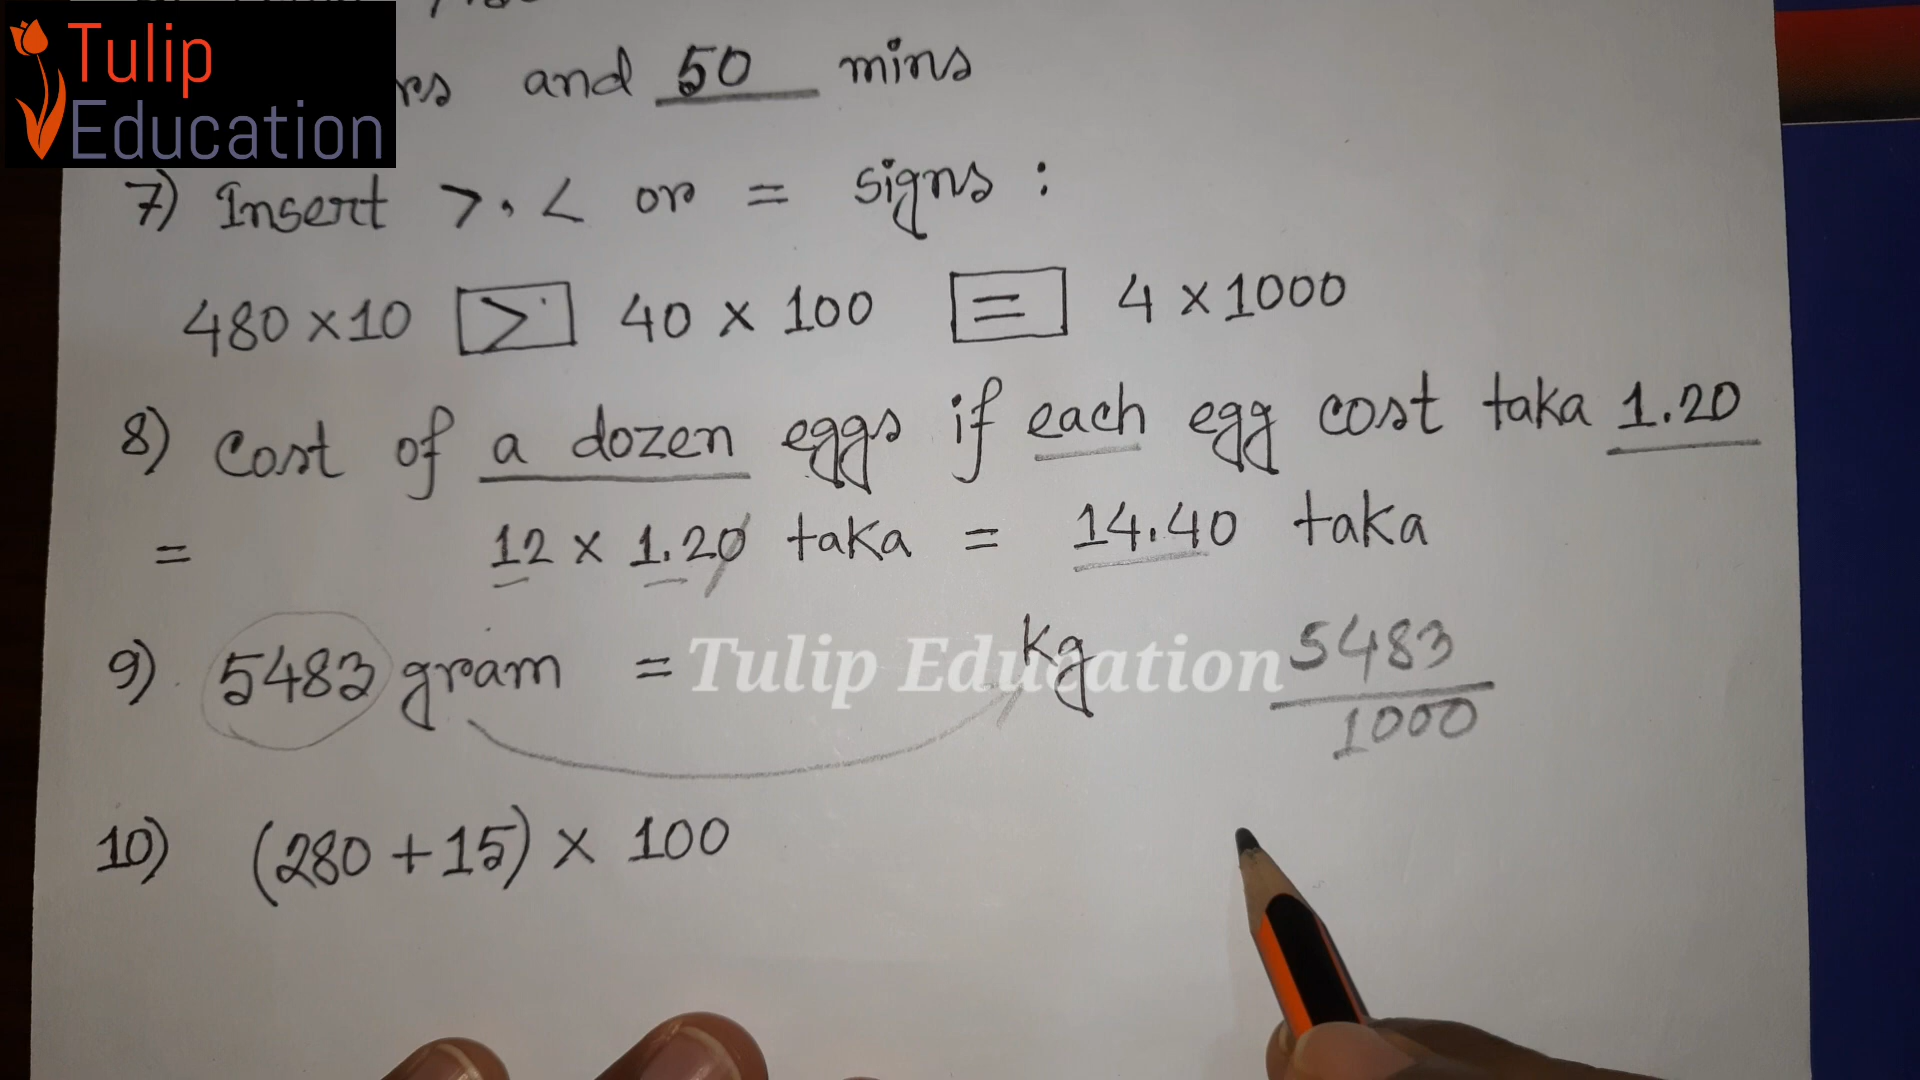 Tulip
Education
and 50 mins
7) Insert >, < or = signs :
480 × 10 > 40 × 100 = 4 × 1000
8) Cost of a dozen eggs if each egg cost taka 1.20
= 12 × 1.20 taka = 14.40 taka
9) 5483 gram = kg 5483
1000
Tulip Education
10) (280 + 15) × 100